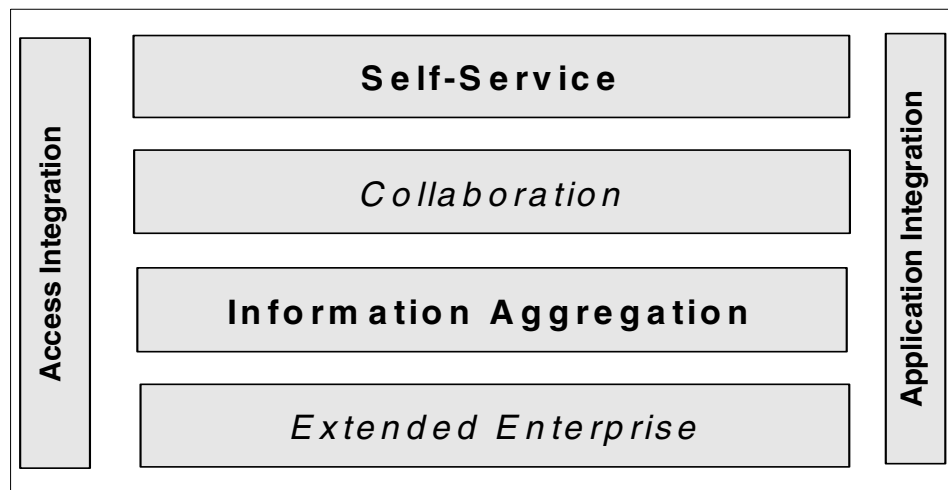 Access Integration
Self-Service
Collaboration
Information Aggregation
Extended Enterprise
Application Integration